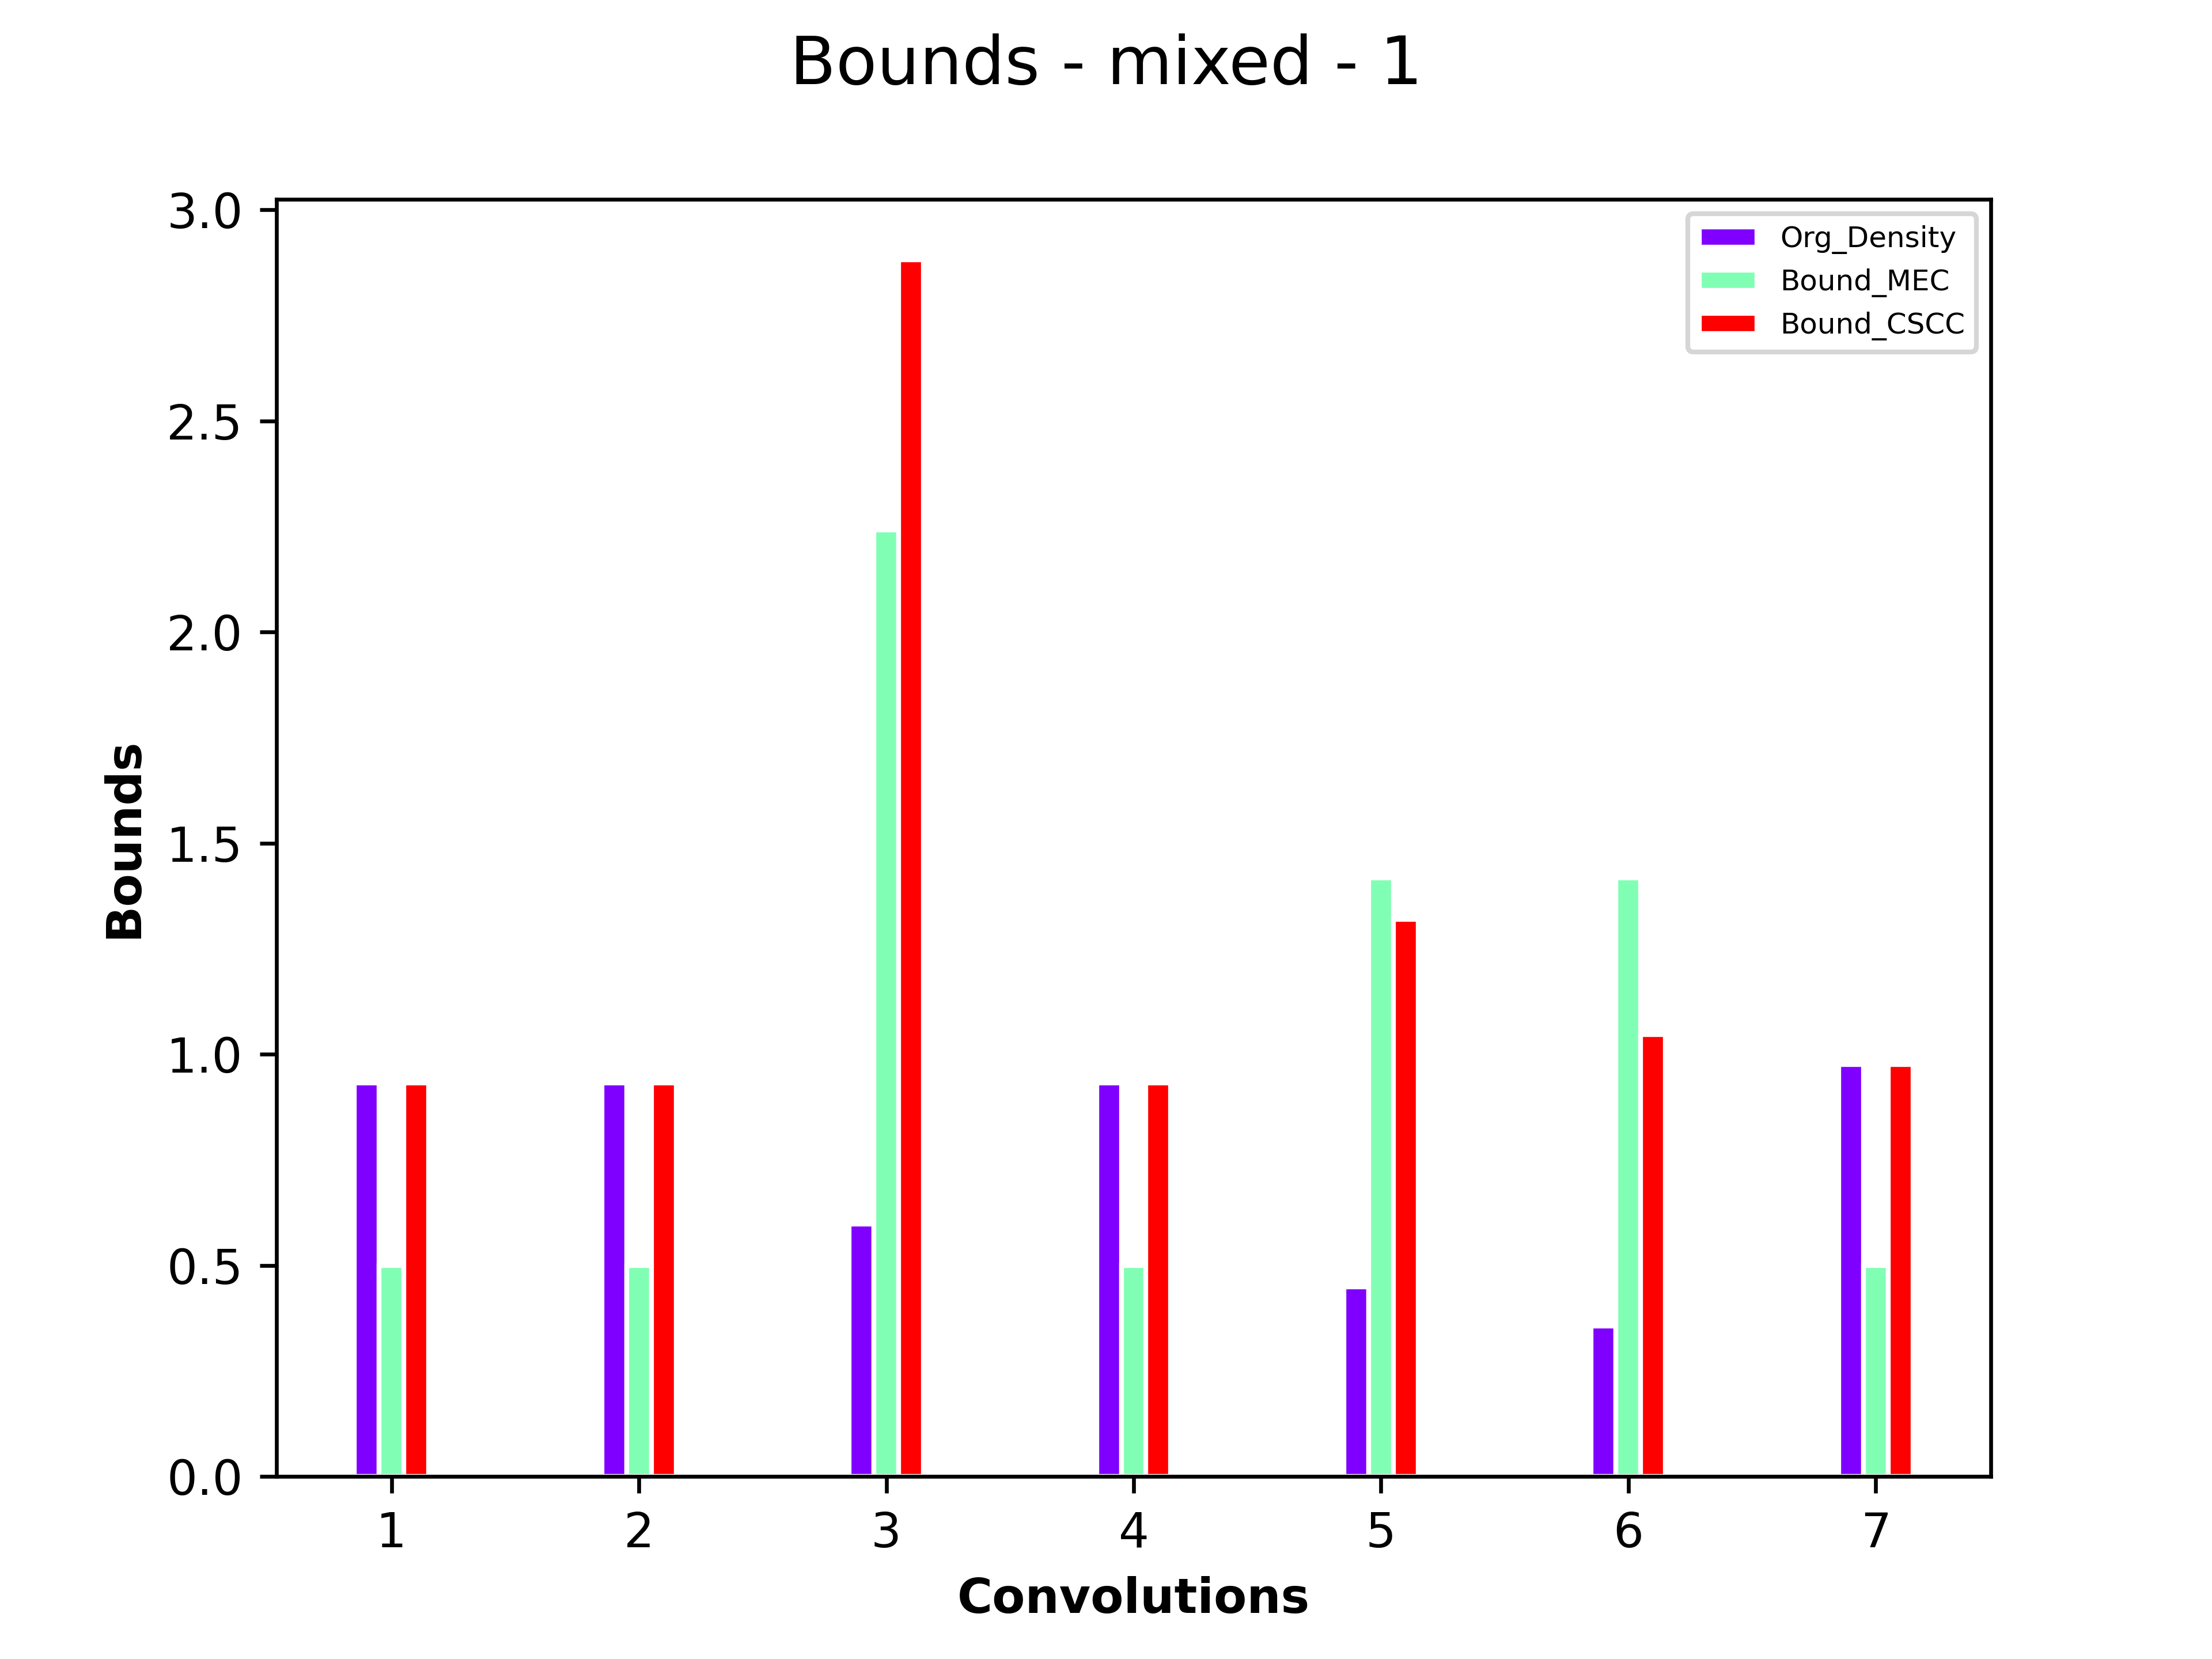 Bounds - mixed - 1
3.0
2.5
2.0
1.5
1.0
0.5
0.0
Bounds
Org_Density
Bound_MEC
Bound_CSCC
1 2 3 4 5 6 7
Convolutions